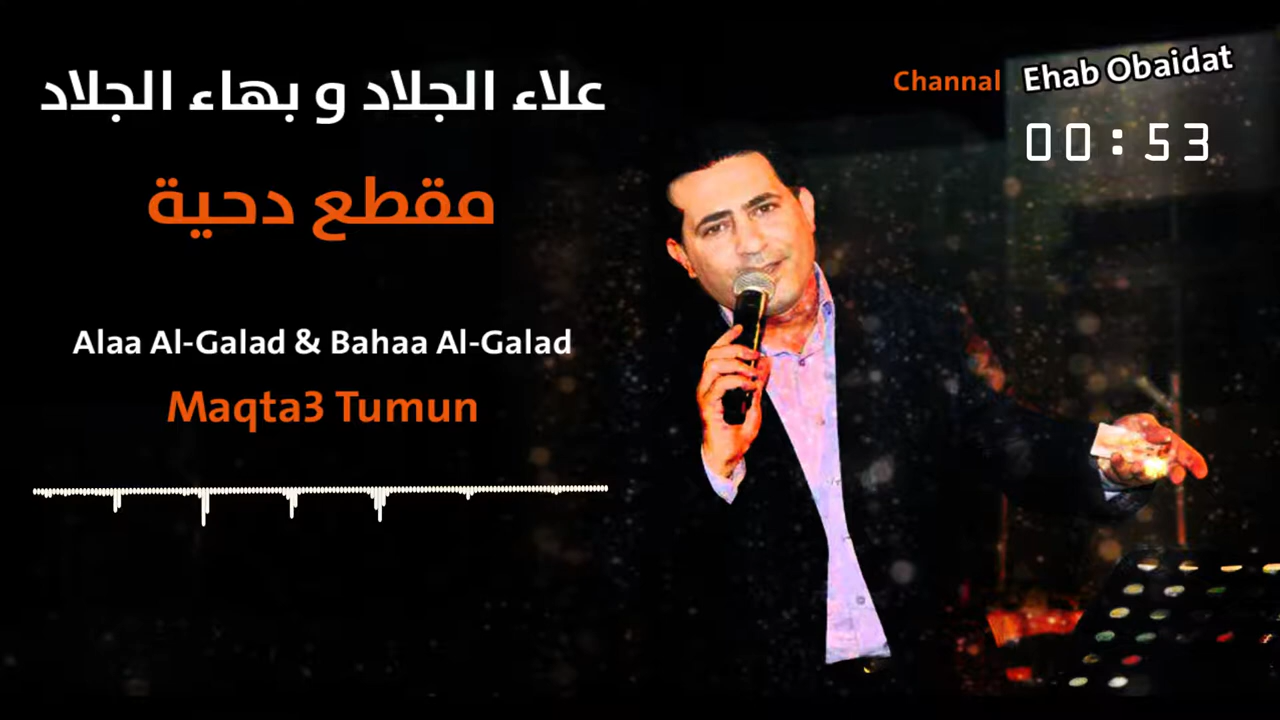 علاء الجلاد و بهاء الجلاد
مقطع دحية
Alaa Al-Galad & Bahaa Al-Galad
Maqta3 Tumun
Channal Ehab Obaidat
00:53